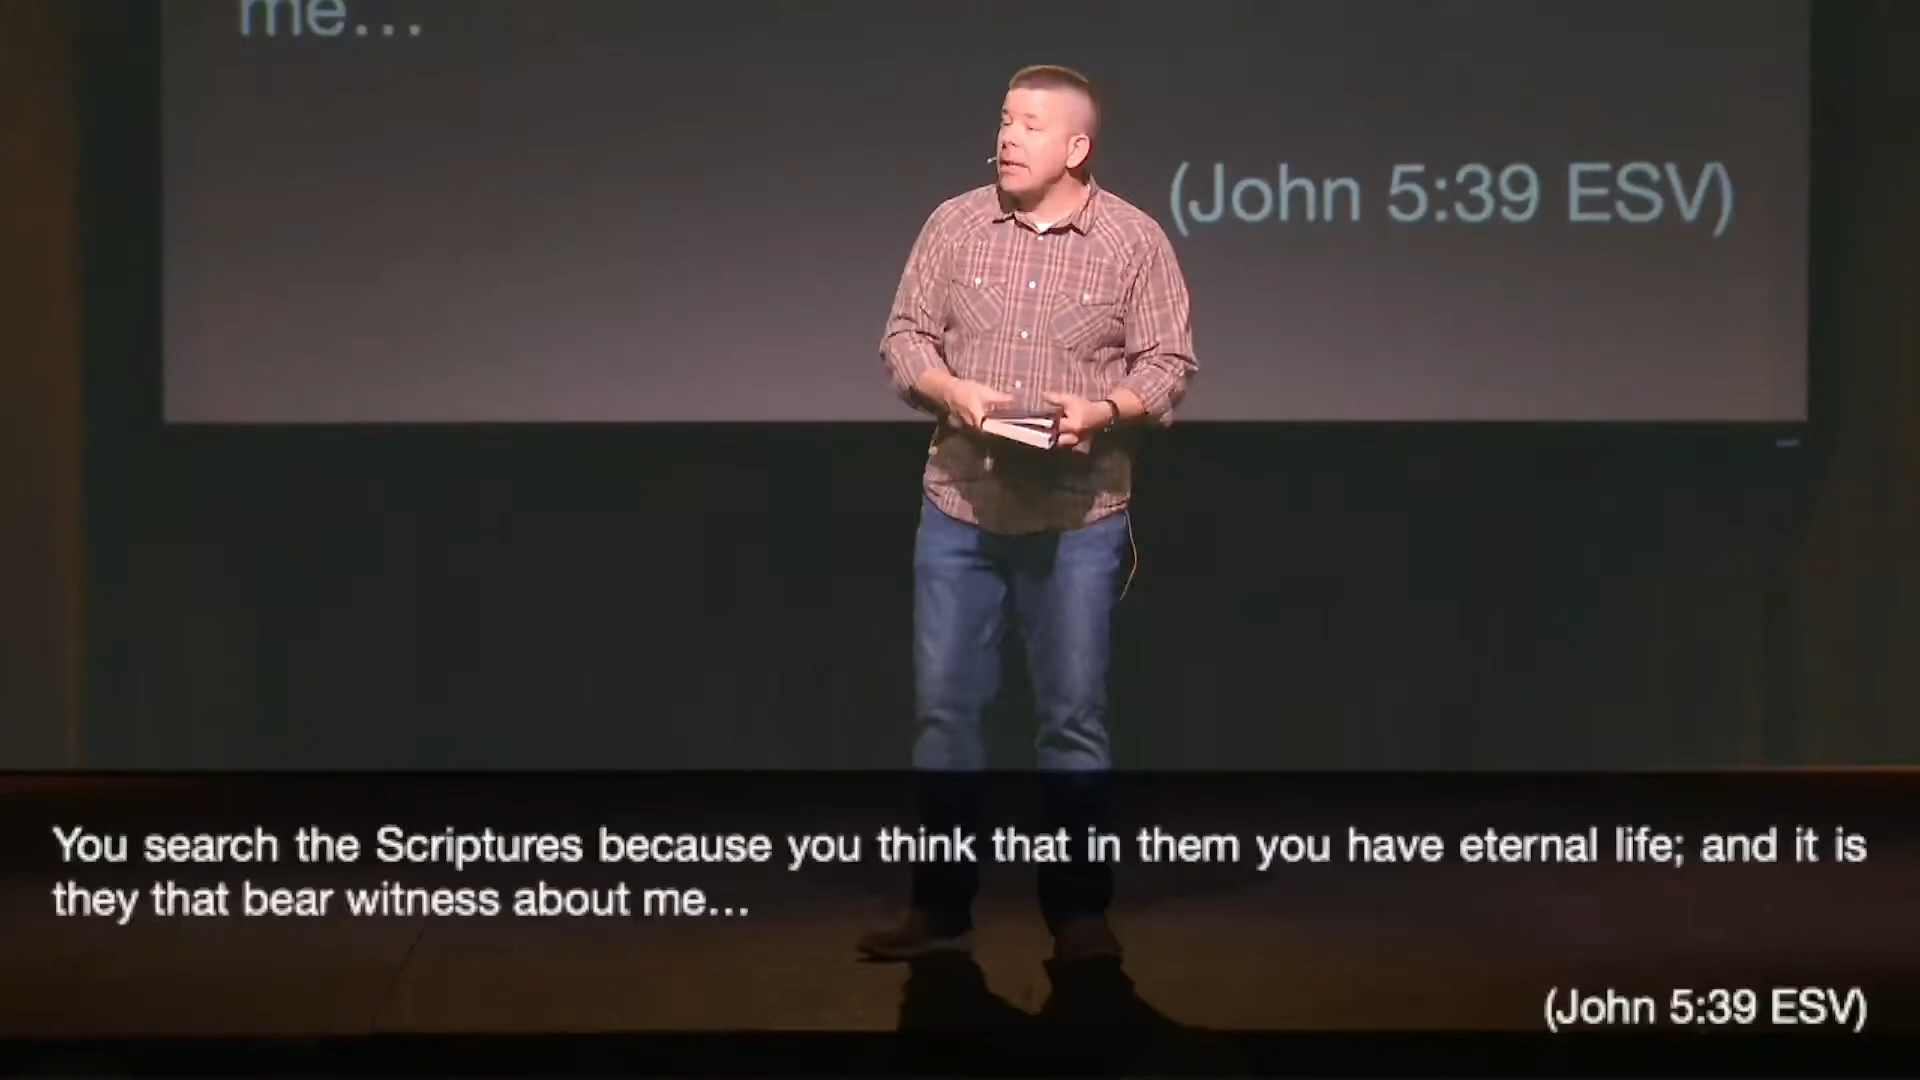 me...
(John 5:39 ESV)
You search the Scriptures because you think that in them you have eternal life; and it is
they that bear witness about me...
(John 5:39 ESV)